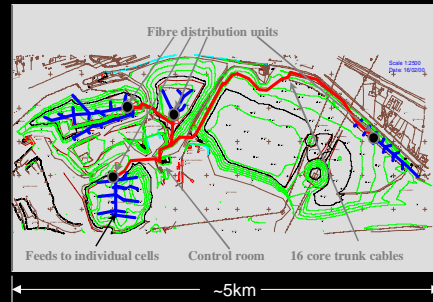 Fibre distribution units
Scale 1:2500
Date: 16/02/00
Feeds to individual cells
Control room
16 core trunk cables
~5km